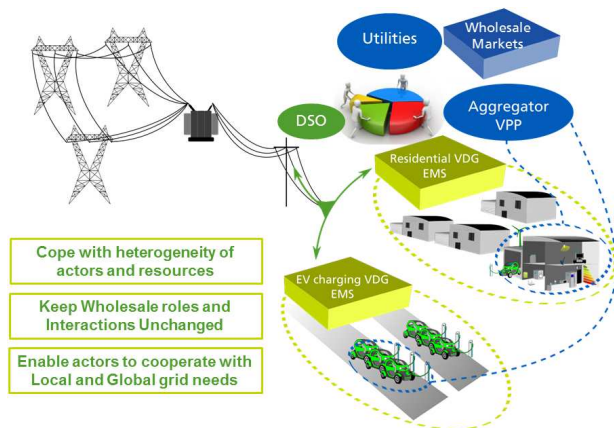 Utilities
Wholesale
Markets
DSO
Aggregator
VPP
Residential VDG
EMS
Cope with heterogeneity of
actors and resources
EV charging VDG
EMS
Keep Wholesale roles and
Interactions Unchanged
Enable actors to cooperate with
Local and Global grid needs